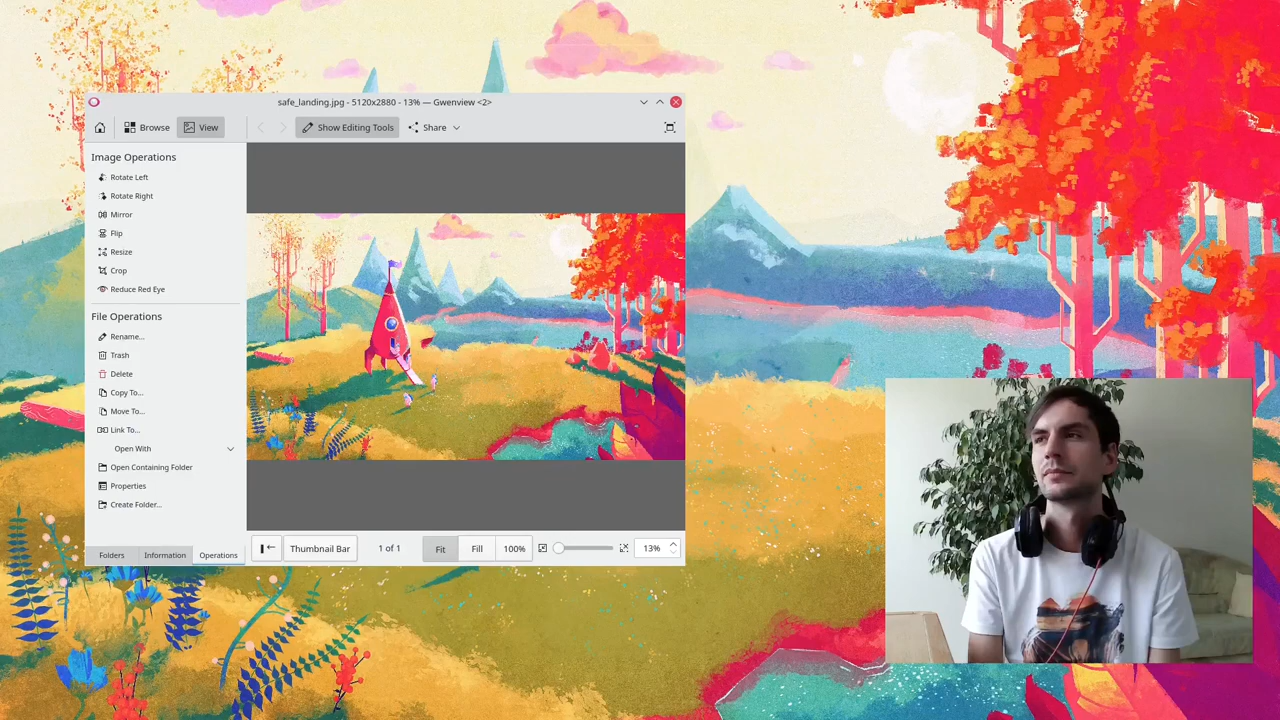 safe_landing.jpg - 5120x2880 - 13% — Gwenview <2>
Browse View Show Editing Tools Share
Image Operations
Rotate Left
Rotate Right
Mirror
Flip
Resize
Crop
Reduce Red Eye
File Operations
Rename...
Trash
Delete
Copy To...
Move To...
Link To...
Open With
Open Containing Folder
Properties
Create Folder...
Folders Information Operations
Thumbnail Bar 1 of 1 Fit Fill 100% 13%